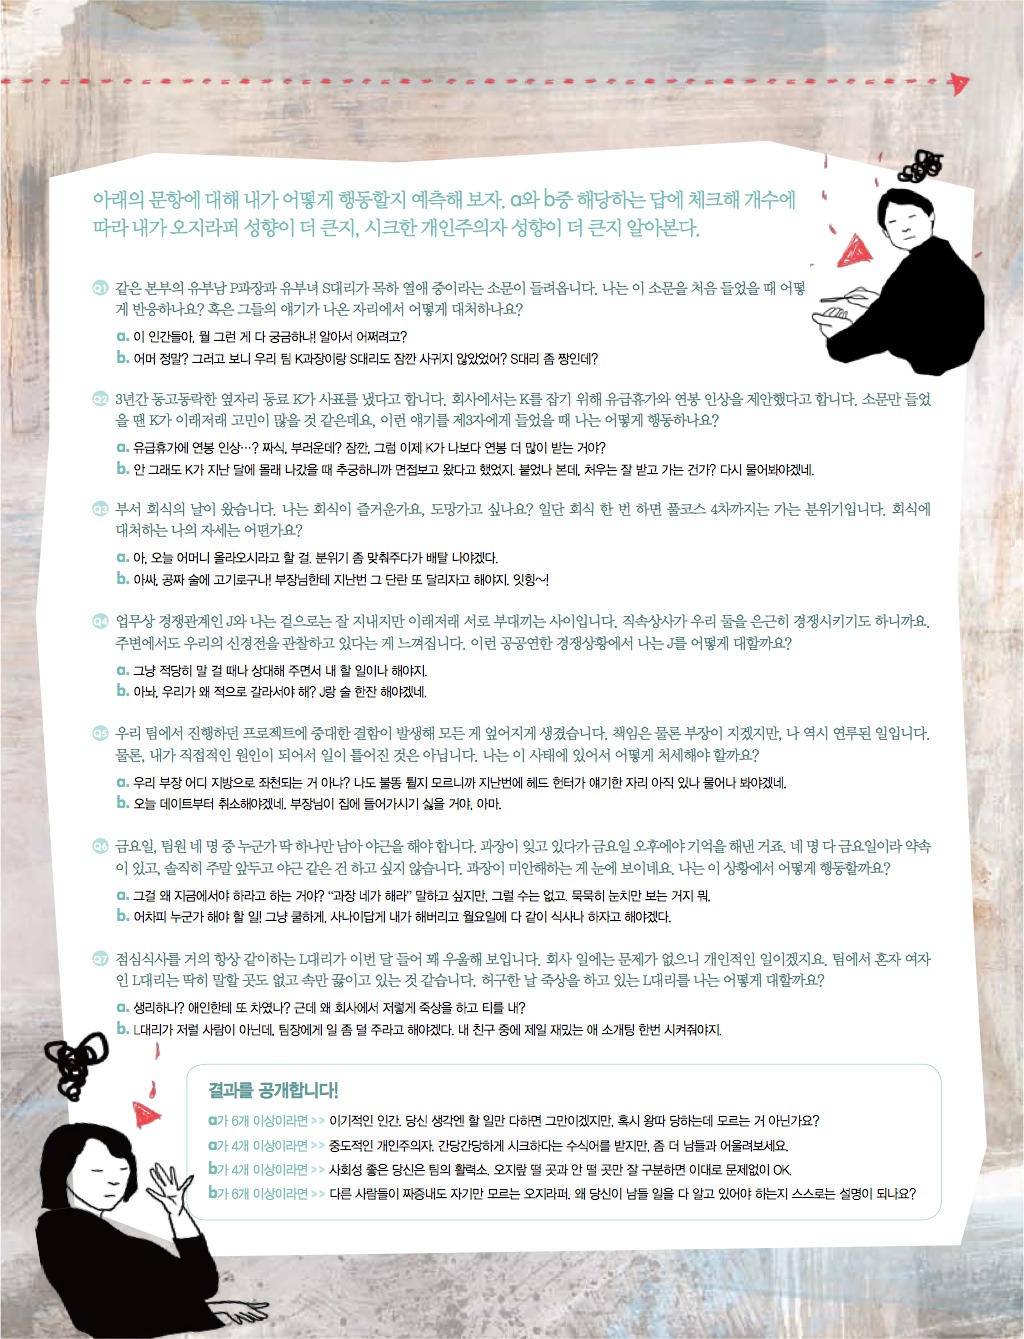 아래의 문항에 대해 내가 어떻게 행동할지 예측해 보자. a와 b중 해당하는 답에 체크해 개수에
따라 내가 오지라퍼 성향이 더 큰지, 시크한 개인주의자 성향이 더 큰지 알아본다.
Q1 같은 본부의 유부남 P과장과 유부녀 S대리가 목하 열애 중이라는 소문이 들려옵니다. 나는 이 소문을 처음 들었을 때 어떻
게 반응하나요? 혹은 그들의 얘기가 나온 자리에서 어떻게 대처하나요?
a. 이 인간들아, 뭘 그런 게 다 궁금하냐! 알아서 어쩌려고?
b. 어머 정말? 그러고 보니 우리 팀 K과장이랑 S대리도 잠깐 사귀지 않았었어? S대리 좀 짱인데?
Q2 3년간 동고동락한 옆자리 동료 K가 사표를 냈다고 합니다. 회사에서는 K를 잡기 위해 유급휴가와 연봉 인상을 제안했다고 합니다. 소문만 들었
을 땐 K가 이래저래 고민이 많을 것 같은데요, 이런 얘기를 제3자에게 들었을 때 나는 어떻게 행동하나요?
a. 유급휴가에 연봉 인상…? 짜식, 부러운데? 잠깐, 그럼 이제 K가 나보다 연봉 더 많이 받는 거야?
b. 안 그래도 K가 지난 달에 몰래 나갔을 때 추궁하니까 면접보고 왔다고 했었지. 붙었나 본데, 처우는 잘 받고 가는 건가? 다시 물어봐야겠네.
Q3 부서 회식의 날이 왔습니다. 나는 회식이 즐거운가요, 도망가고 싶나요? 일단 회식 한 번 하면 풀코스 4차까지는 가는 분위기입니다. 회식에
대처하는 나의 자세는 어떤가요?
a. 아, 오늘 어머니 올라오시라고 할 걸. 분위기 좀 맞춰주다가 배탈 나야겠다.
b. 아싸, 공짜 술에 고기로구나! 부장님한테 지난번 그 단란 또 달리자고 해야지. 잇힝~!
Q4 업무상 경쟁관계인 J와 나는 겉으로는 잘 지내지만 이래저래 서로 부대끼는 사이입니다. 직속상사가 우리 둘을 은근히 경쟁시키기도 하니까요.
주변에서도 우리의 신경전을 관찰하고 있다는 게 느껴집니다. 이런 공공연한 경쟁상황에서 나는 J를 어떻게 대할까요?
a. 그냥 적당히 말 걸 때나 상대해 주면서 내 할 일이나 해야지.
b. 아놔, 우리가 왜 적으로 갈라서야 해? J랑 술 한잔 해야겠네.
Q5 우리 팀에서 진행하던 프로젝트에 중대한 결함이 발생해 모든 게 엎어지게 생겼습니다. 책임은 물론 부장이 지겠지만, 나 역시 연루된 일입니다.
물론, 내가 직접적인 원인이 되어서 일이 틀어진 것은 아닙니다. 나는 이 사태에 있어서 어떻게 처세해야 할까요?
a. 우리 부장 어디 지방으로 좌천되는 거 아냐? 나도 불똥 튈지 모르니까 지난번에 헤드 헌터가 얘기한 자리 아직 있나 물어나 봐야겠네.
b. 오늘 데이트부터 취소해야겠네. 부장님이 집에 들어가시기 싫을 거야, 아마.
Q6 금요일, 팀원 네 명 중 누군가 딱 하나만 남아 야근을 해야 합니다. 과장이 잊고 있다가 금요일 오후에야 기억을 해낸 거죠. 네 명 다 금요일이라 약속
이 있고, 솔직히 주말 앞두고 야근 같은 건 하고 싶지 않습니다. 과장이 미안해하는 게 눈에 보이네요. 나는 이 상황에서 어떻게 행동할까요?
a. 그걸 왜 지금에서야 하라고 하는 거야? “과장 네가 해라” 말하고 싶지만, 그럴 수는 없고. 묵묵히 눈치만 보는 거지 뭐.
b. 어차피 누군가 해야 할 일! 그냥 쿨하게, 사나이답게 내가 해버리고 월요일에 다 같이 식사나 하자고 해야겠다.
Q7 점심식사를 거의 항상 같이하는 L대리가 이번 달 들어 꽤 우울해 보입니다. 회사 일에는 문제가 없으니 개인적인 일이겠지요. 팀에서 혼자 여자
인 L대리는 딱히 말할 곳도 없고 속만 끓이고 있는 것 같습니다. 허구한 날 죽상을 하고 있는 L대리를 나는 어떻게 대할까요?
a. 생리하나? 애인한테 또 차였나? 근데 왜 회사에서 저렇게 죽상을 하고 티를 내?
b. L대리가 저럴 사람이 아닌데, 팀장에게 일 좀 덜 주라고 해야겠다. 내 친구 중에 제일 재밌는 애 소개팅 한번 시켜줘야지.
결과를 공개합니다!
a가 6개 이상이라면 >> 이기적인 인간. 당신 생각엔 할 일만 다하면 그만이겠지만, 혹시 왕따 당하는데 모르는 거 아닌가요?
a가 4개 이상이라면 >> 중도적인 개인주의자. 간당간당하게 시크하다는 수식어를 받지만, 좀 더 남들과 어울려보세요.
b가 4개 이상이라면 >> 사회성 좋은 당신은 팀의 활력소. 오지랖 떨 곳과 안 떨 곳만 잘 구분하면 이대로 문제없이 OK.
b가 6개 이상이라면 >> 다른 사람들이 짜증내도 자기만 모르는 오지라퍼. 왜 당신이 남들 일을 다 알고 있어야 하는지 스스로는 설명이 되나요?